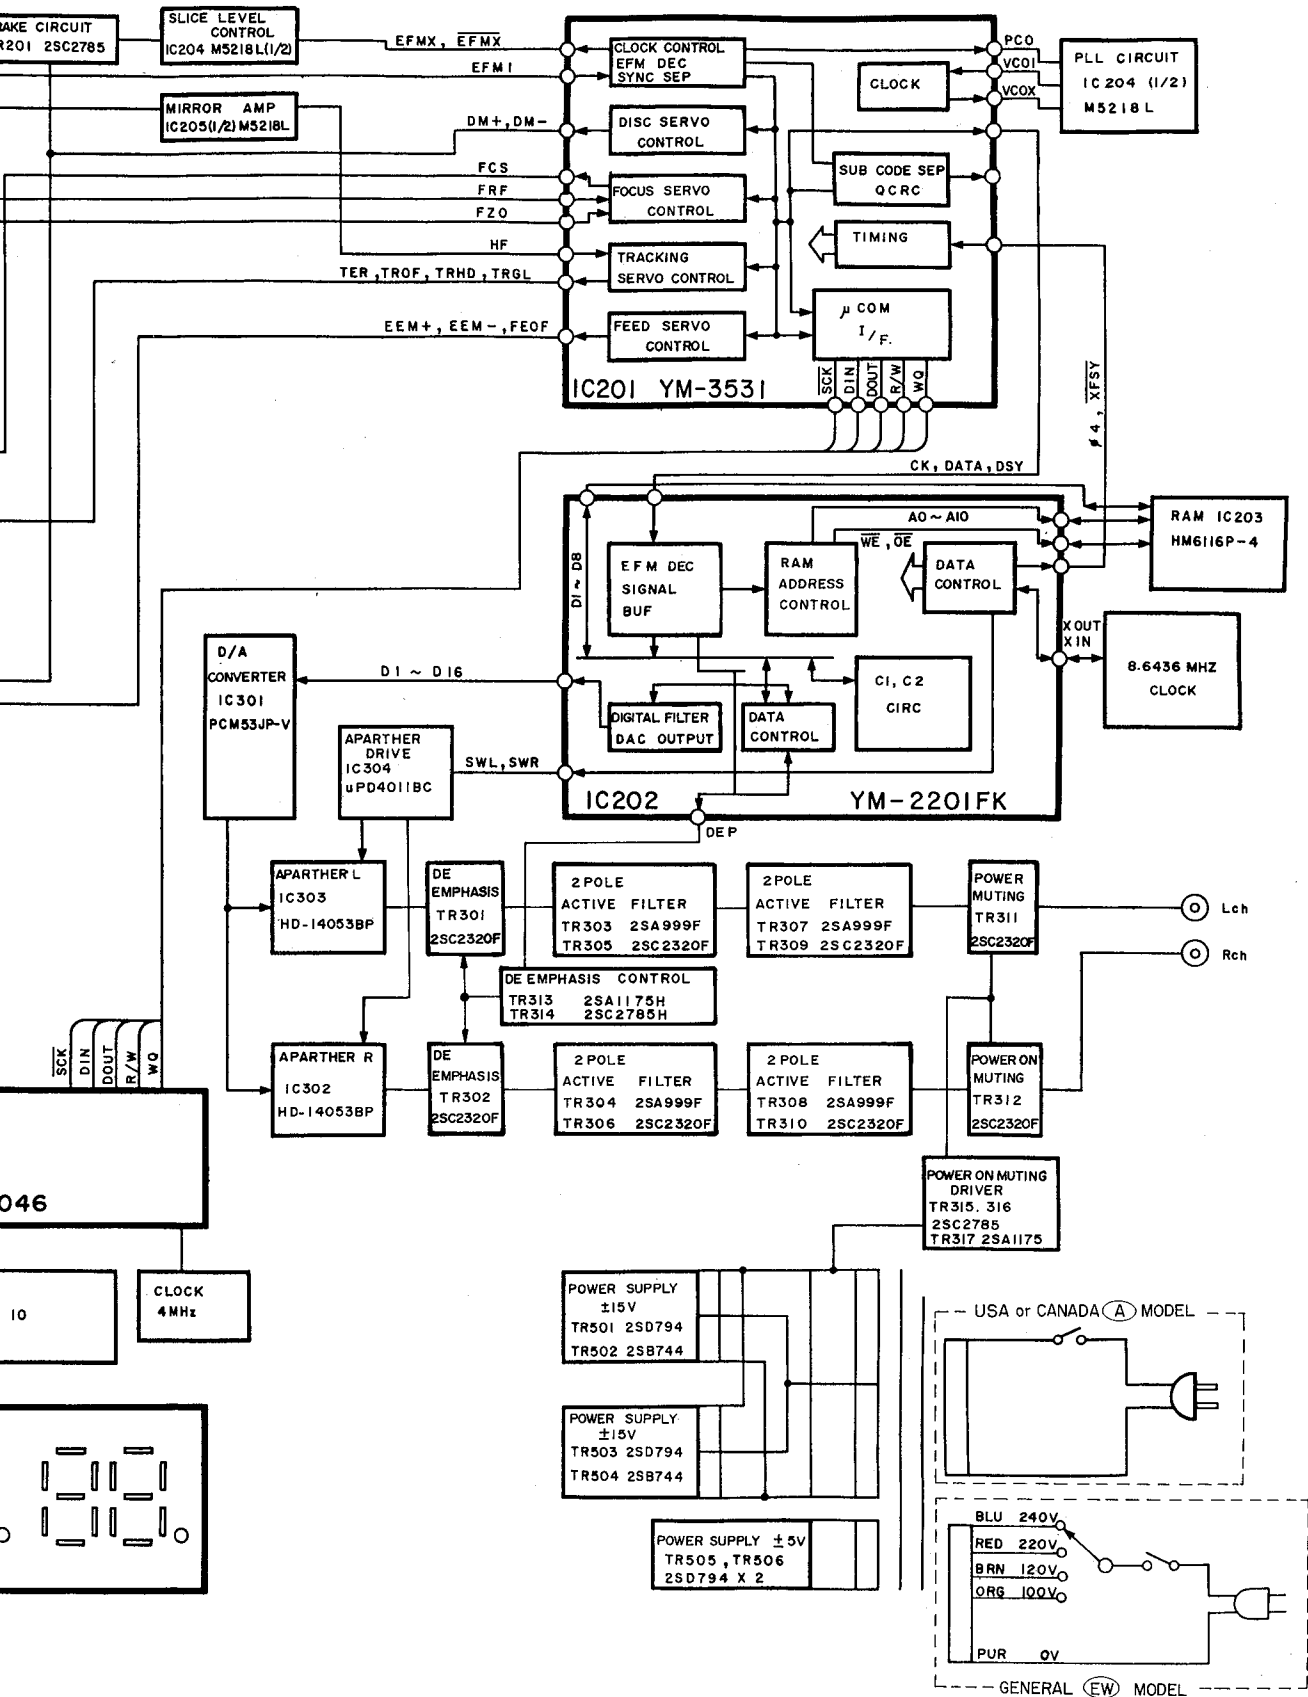 RAKE CIRCUIT
R201 2SC2785
SLICE LEVEL
CONTROL
IC204 M5218L(1/2)
EFMX, EFMX
EFMI
MIRROR AMP
IC205(1/2)M5218L
DM+, DM-
FCS
FRF
FZO
HF
TER, TROF, TRHD, TRGL
EEM+, EEM-, FEOF
CLOCK CONTROL
EFM DEC
SYNC SEP
DISC SERVO
CONTROL
FOCUS SERVO
CONTROL
TRACKING
SERVO CONTROL
FEED SERVO
CONTROL
CLOCK
SUB CODE SEP
QCRC
TIMING
μ COM
I/F.
IC201 YM-3531
SCK
DIN
DOUT
R/W
WQ
PCO
VCOI
VCOX
PLL CIRCUIT
IC204 (1/2)
M5218L
ø4, XFSY
CK, DATA, DSY
A0~A10
WE, OE
D1~D8
EFM DEC
SIGNAL
BUF
RAM
ADDRESS
CONTROL
DATA
CONTROL
RAM IC203
HM6116P-4
XOUT
XIN
8.6436 MHZ
CLOCK
C1, C2
CIRC
DIGITAL FILTER
DAC OUTPUT
DATA
CONTROL
IC202 YM-2201FK
DEP
D/A
CONVERTER
IC301
PCM53JP-V
D1 ~ D16
APARTHER
DRIVE
IC304
μPD4011BC
SWL, SWR
APARTHER L
IC303
HD-14053BP
DE
EMPHASIS
TR301
2SC2320F
2 POLE
ACTIVE FILTER
TR303 2SA999F
TR305 2SC2320F
2 POLE
ACTIVE FILTER
TR307 2SA999F
TR309 2SC2320F
POWER
MUTING
TR311
2SC2320F
Lch
Rch
DE EMPHASIS CONTROL
TR313 2SA1175H
TR314 2SC2785H
APARTHER R
IC302
HD-14053BP
DE
EMPHASIS
TR302
2SC2320F
2 POLE
ACTIVE FILTER
TR304 2SA999F
TR306 2SC2320F
2 POLE
ACTIVE FILTER
TR308 2SA999F
TR310 2SC2320F
POWER ON
MUTING
TR312
2SC2320F
SCK
DIN
DOUT
R/W
WQ
046
CLOCK
4MHz
10
POWER ON MUTING
DRIVER
TR315. 316
2SC2785
TR317 2SA1175
POWER SUPPLY
±15V
TR501 2SD794
TR502 2SB744
POWER SUPPLY
±15V
TR503 2SD794
TR504 2SB744
POWER SUPPLY ±5V
TR505, TR506
2SD794 X 2
USA or CANADA (A) MODEL
BLU 240V
RED 220V
BRN 120V
ORG 100V
PUR 0V
GENERAL (EW) MODEL